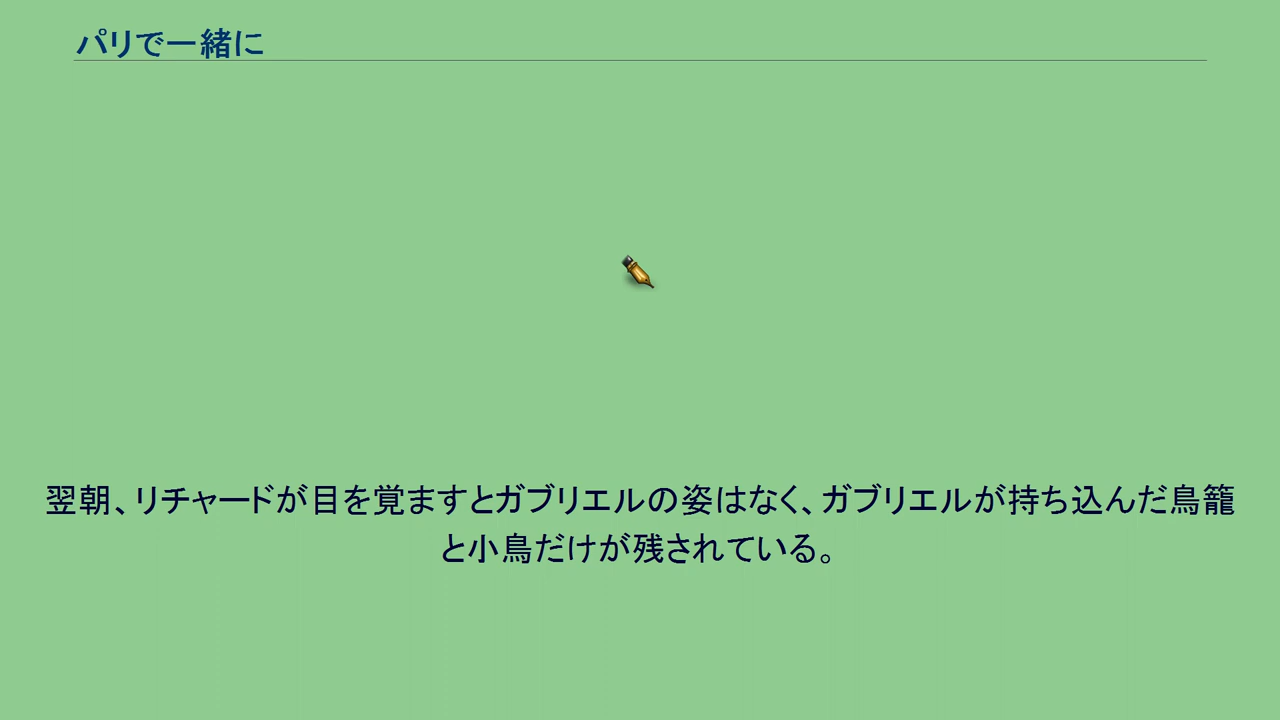 パリで一緒に
翌朝、リチャードが目を覚ますとガブリエルの姿はなく、ガブリエルが持ち込んだ鳥籠
と小鳥だけが残されている。